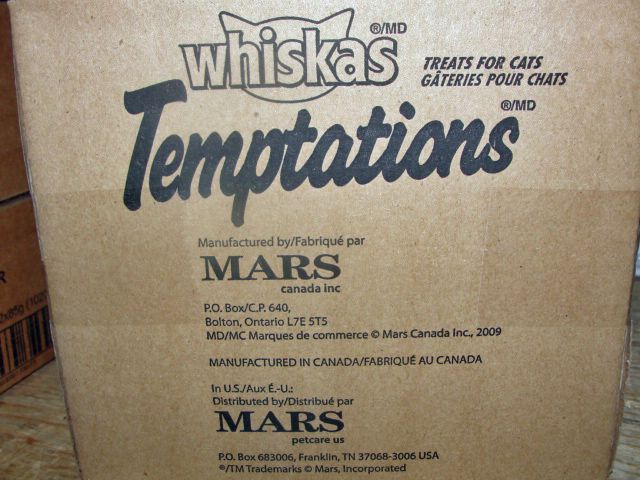 whiskas ®/MD
TREATS FOR CATS
GÂTERIES POUR CHATS
Temptations ®/MD
Manufactured by/Fabriqué par
MARS
canada inc
P.O. Box/C.P. 640,
Bolton, Ontario L7E 5T5
MD/MC Marques de commerce © Mars Canada Inc., 2009
MANUFACTURED IN CANADA/FABRIQUÉ AU CANADA
In U.S./Aux É.-U.:
Distributed by/Distribué par
MARS
petcare us
P.O. Box 683006, Franklin, TN 37068-3006 USA
®/TM Trademarks © Mars, Incorporated
R